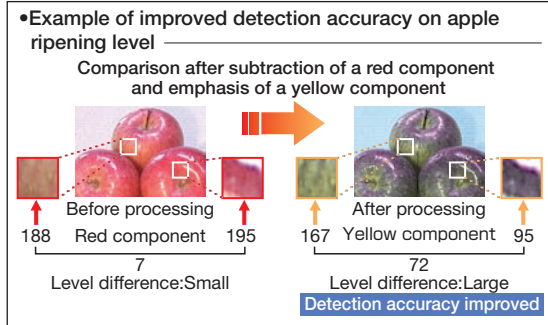 •Example of improved detection accuracy on apple
ripening level
Comparison after subtraction of a red component
and emphasis of a yellow component
Before processing
188 Red component 195
7
Level difference:Small
After processing
167 Yellow component 95
72
Level difference:Large
Detection accuracy improved